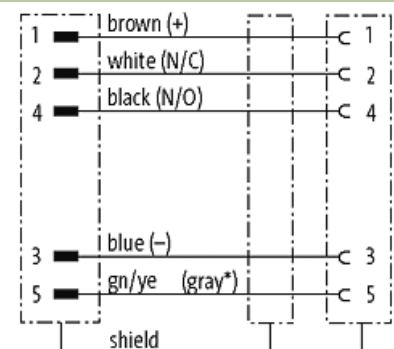 1 brown (+) 1
2 white (N/C) 2
4 black (N/O) 4
3 blue (–) 3
5 gn/ye (gray*) 5
shield